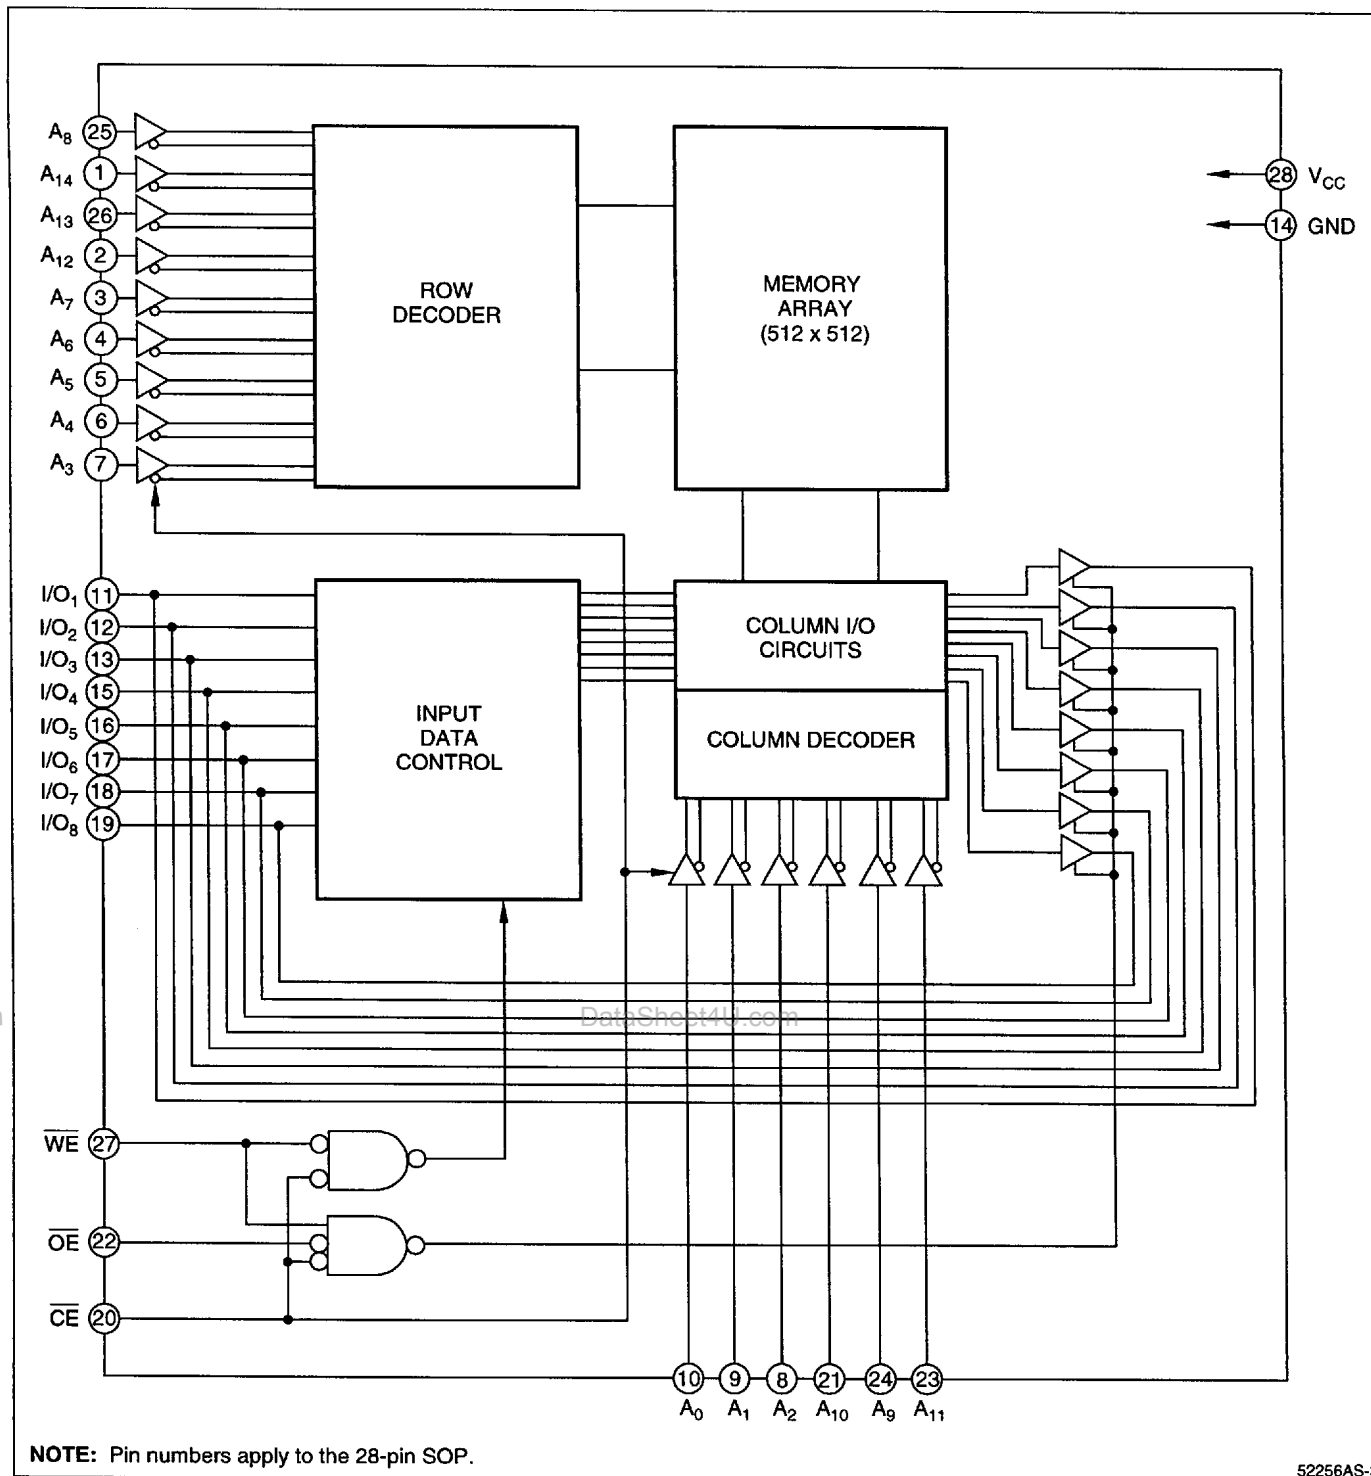 A8 25
A14 1
A13 26
A12 2
A7 3
A6 4
A5 5
A4 6
A3 7
ROW
DECODER
MEMORY
ARRAY
(512 x 512)
28 VCC
14 GND
I/O1 11
I/O2 12
I/O3 13
I/O4 15
I/O5 16
I/O6 17
I/O7 18
I/O8 19
INPUT
DATA
CONTROL
COLUMN I/O
CIRCUITS
COLUMN DECODER
DataSheet4U.com
W̅E̅ 27
O̅E̅ 22
C̅E̅ 20
10 9 8 21 24 23
A0 A1 A2 A10 A9 A11
NOTE: Pin numbers apply to the 28-pin SOP.